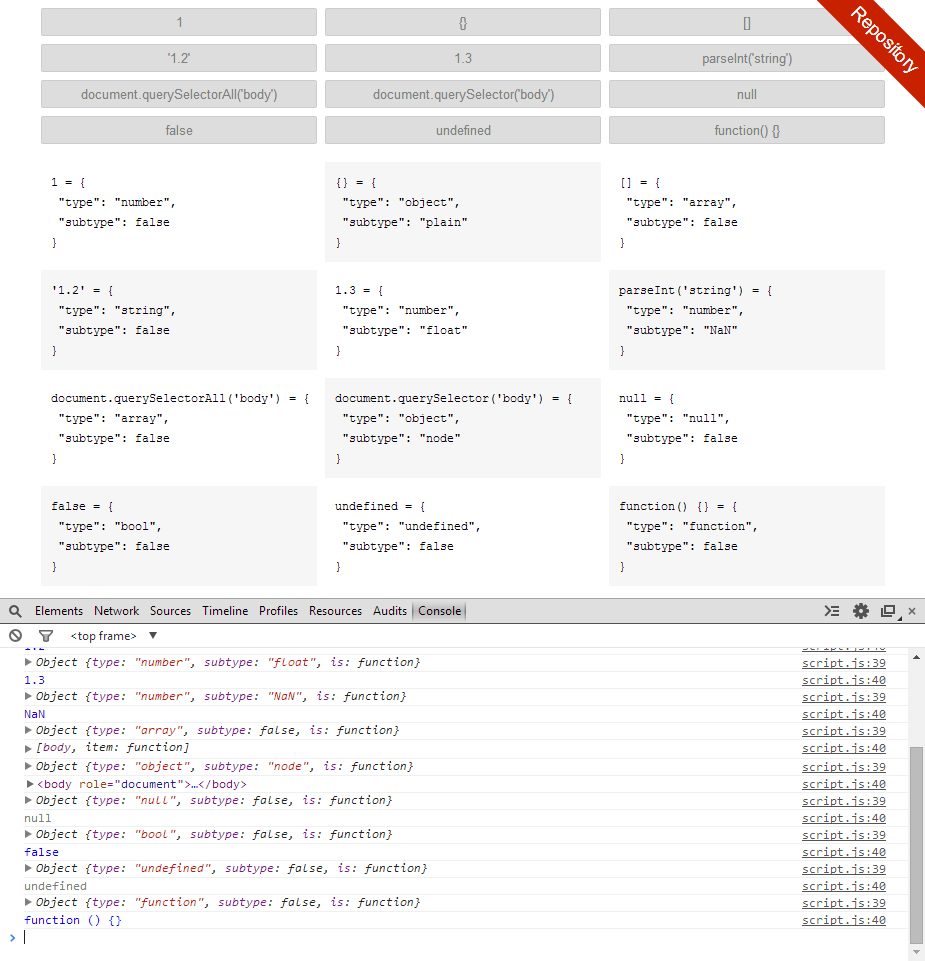 1 {} []
Repository
'1.2' 1.3 parseInt('string')
document.querySelectorAll('body') document.querySelector('body') null
false undefined function() {}
1 = {
"type": "number",
"subtype": false
}
{} = {
"type": "object",
"subtype": "plain"
}
[] = {
"type": "array",
"subtype": false
}
'1.2' = {
"type": "string",
"subtype": false
}
1.3 = {
"type": "number",
"subtype": "float"
}
parseInt('string') = {
"type": "number",
"subtype": "NaN"
}
document.querySelectorAll('body') = {
"type": "array",
"subtype": false
}
document.querySelector('body') = {
"type": "object",
"subtype": "node"
}
null = {
"type": "null",
"subtype": false
}
false = {
"type": "bool",
"subtype": false
}
undefined = {
"type": "undefined",
"subtype": false
}
function() {} = {
"type": "function",
"subtype": false
}
Elements Network Sources Timeline Profiles Resources Audits Console
<top frame>
1.2 script.js:40
Object {type: "number", subtype: "float", is: function} script.js:39
1.3 script.js:40
Object {type: "number", subtype: "NaN", is: function} script.js:39
NaN script.js:40
Object {type: "array", subtype: false, is: function} script.js:39
[body, item: function] script.js:40
Object {type: "object", subtype: "node", is: function} script.js:39
<body role="document">…</body> script.js:40
Object {type: "null", subtype: false, is: function} script.js:39
null script.js:40
Object {type: "bool", subtype: false, is: function} script.js:39
false script.js:40
Object {type: "undefined", subtype: false, is: function} script.js:39
undefined script.js:40
Object {type: "function", subtype: false, is: function} script.js:39
function () {} script.js:40